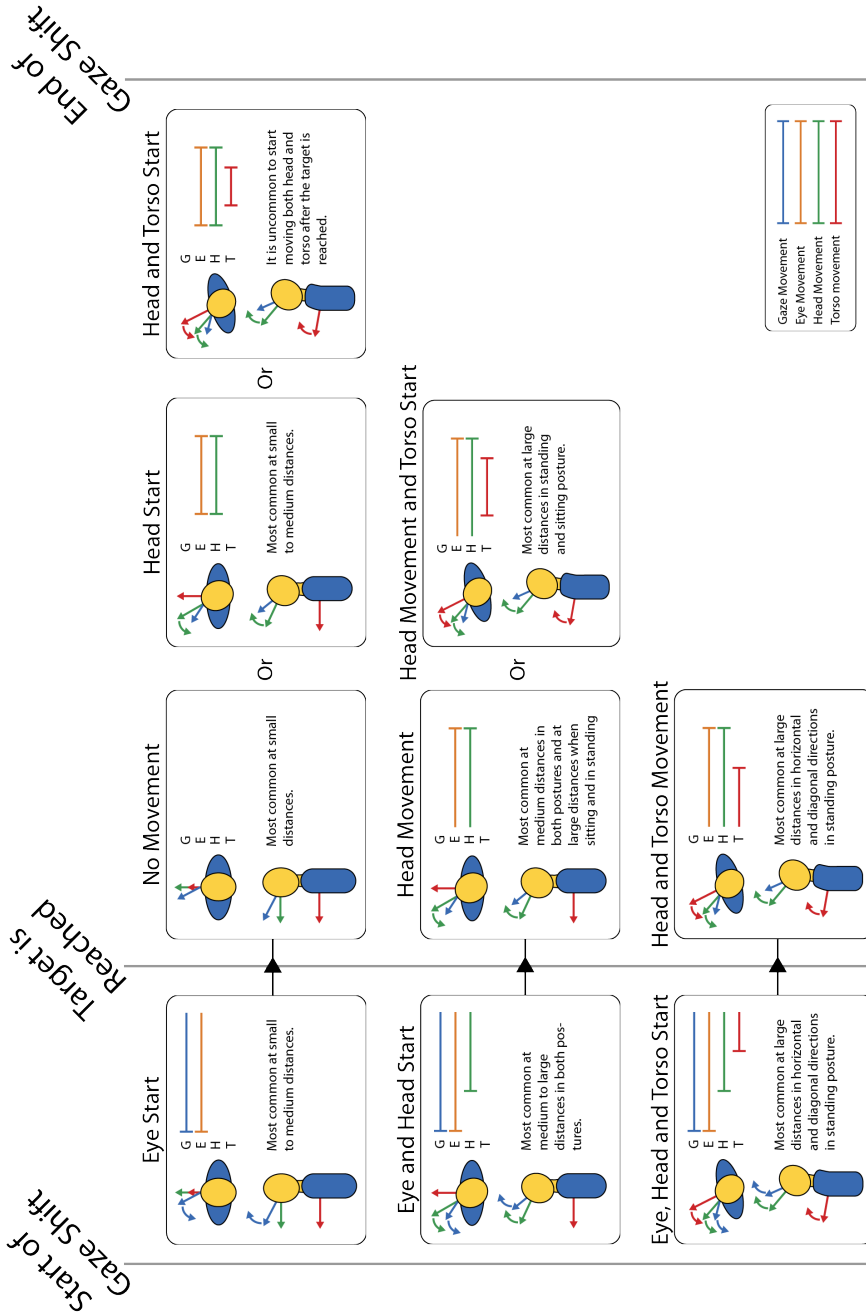 Start of
Gaze Shift
Target is
Reached
End of
Gaze Shift
Eye Start
G
E
H
T
Most common at small
to medium distances.
No Movement
G
E
H
T
Most common at small
distances.
Or
Head Start
G
E
H
T
Most common at small
to medium distances.
Or
Head and Torso Start
G
E
H
T
It is uncommon to start
moving both head and
torso after the target is
reached.
Eye and Head Start
G
E
H
T
Most common at
medium to large
distances in both pos-
tures.
Head Movement
G
E
H
T
Most common at
medium distances in
both postures and at
large distances when
sitting and in standing
Or
Head Movement and Torso Start
G
E
H
T
Most common at large
distances in standing
and sitting posture.
Eye, Head and Torso Start
G
E
H
T
Most common at large
distances in horizontal
and diagonal directions
in standing posture.
Head and Torso Movement
G
E
H
T
Most common at large
distances in horizontal
and diagonal directions
in standing posture.
Gaze Movement
Eye Movement
Head Movement
Torso movement